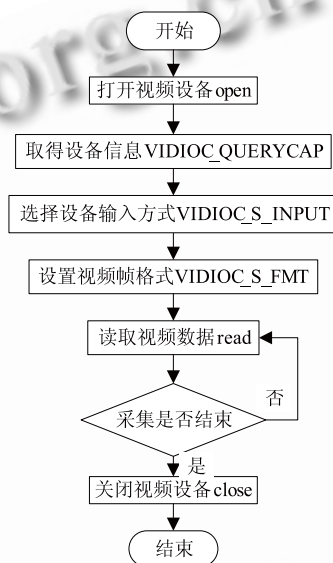 开始
打开视频设备open
取得设备信息VIDIOC_QUERYCAP
选择设备输入方式VIDIOC_S_INPUT
设置视频帧格式VIDIOC_S_FMT
读取视频数据read
否
采集是否结束
是
关闭视频设备close
结束
org.cn